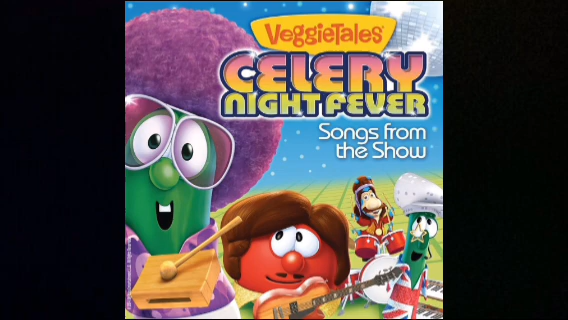 VeggieTales
CELERY
NIGHT FEVER
Songs from
the Show